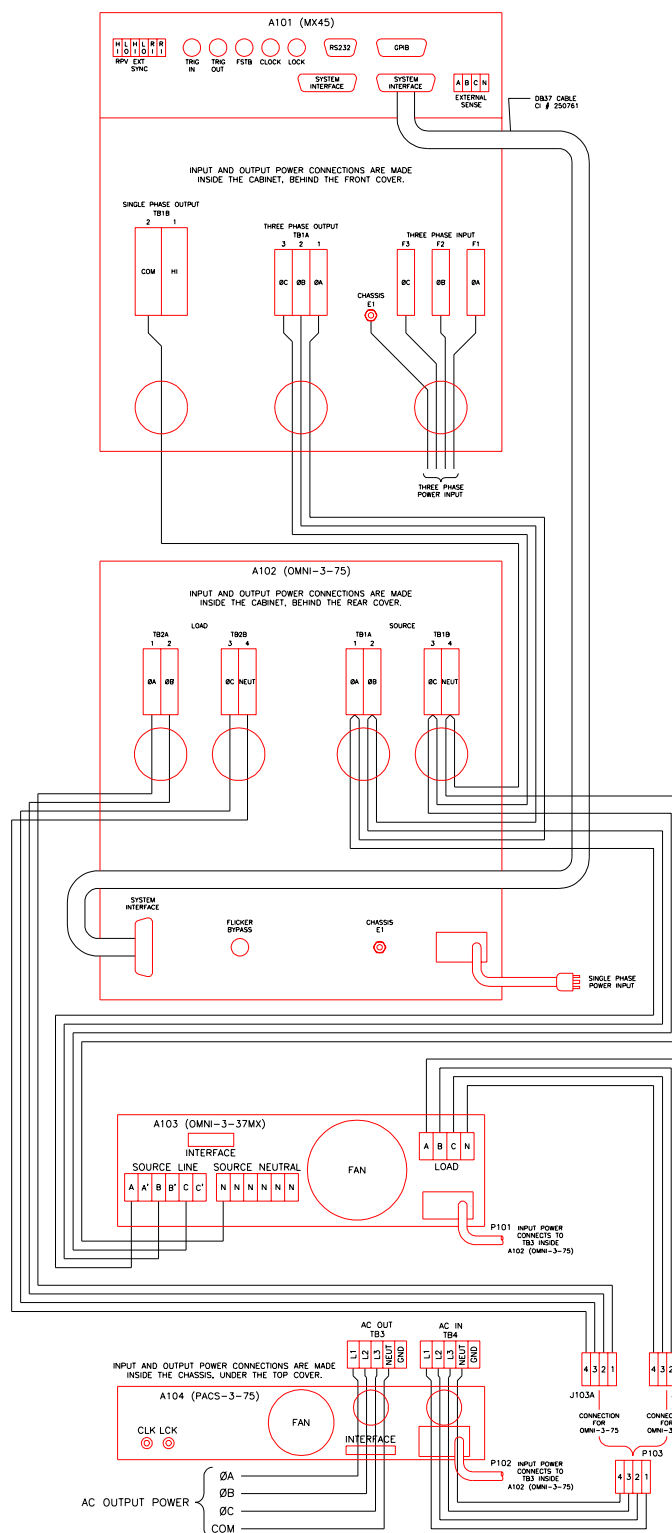 A101 (MX45)
HI LO HI LO RI RI
RPV EXT
SYNC
TRIG
IN
TRIG
OUT
FSTB
CLOCK
LOCK
RS232
GPIB
SYSTEM
INTERFACE
SYSTEM
INTERFACE
A B C N
EXTERNAL
SENSE
DB37 CABLE
CI # 250761
INPUT AND OUTPUT POWER CONNECTIONS ARE MADE
INSIDE THE CABINET, BEHIND THE FRONT COVER.
SINGLE PHASE OUTPUT
TB1B
2 1
COM HI
THREE PHASE OUTPUT
TB1A
3 2 1
ØC ØB ØA
CHASSIS
E1
THREE PHASE INPUT
F3 F2 F1
ØC ØB ØA
THREE PHASE
POWER INPUT
A102 (OMNI-3-75)
INPUT AND OUTPUT POWER CONNECTIONS ARE MADE
INSIDE THE CABINET, BEHIND THE REAR COVER.
LOAD
SOURCE
TB2A
1 2
ØA ØB
TB2B
3 4
ØC NEUT
TB1A
1 2
ØA ØB
TB1B
3 4
ØC NEUT
SYSTEM
INTERFACE
FLICKER
BYPASS
CHASSIS
E1
SINGLE PHASE
POWER INPUT
A103 (OMNI-3-37MX)
INTERFACE
SOURCE LINE
A A' B B' C C'
SOURCE NEUTRAL
N N N N N N
FAN
A B C N
LOAD
P101 INPUT POWER
CONNECTS TO
TB3 INSIDE
A102 (OMNI-3-75)
AC OUT
TB3
L1 L2 L3 NEUT GND
AC IN
TB4
L1 L2 L3 NEUT GND
INPUT AND OUTPUT POWER CONNECTIONS ARE MADE
INSIDE THE CHASSIS, UNDER THE TOP COVER.
A104 (PACS-3-75)
CLK LCK
FAN
INTERFACE
P102 INPUT POWER
CONNECTS TO
TB3 INSIDE
A102 (OMNI-3-75)
4 3 2 1
J103A
CONNECTION
FOR
OMNI-3-75
4 3 2
P103
4 3 2 1
AC OUTPUT POWER
ØA
ØB
ØC
COM